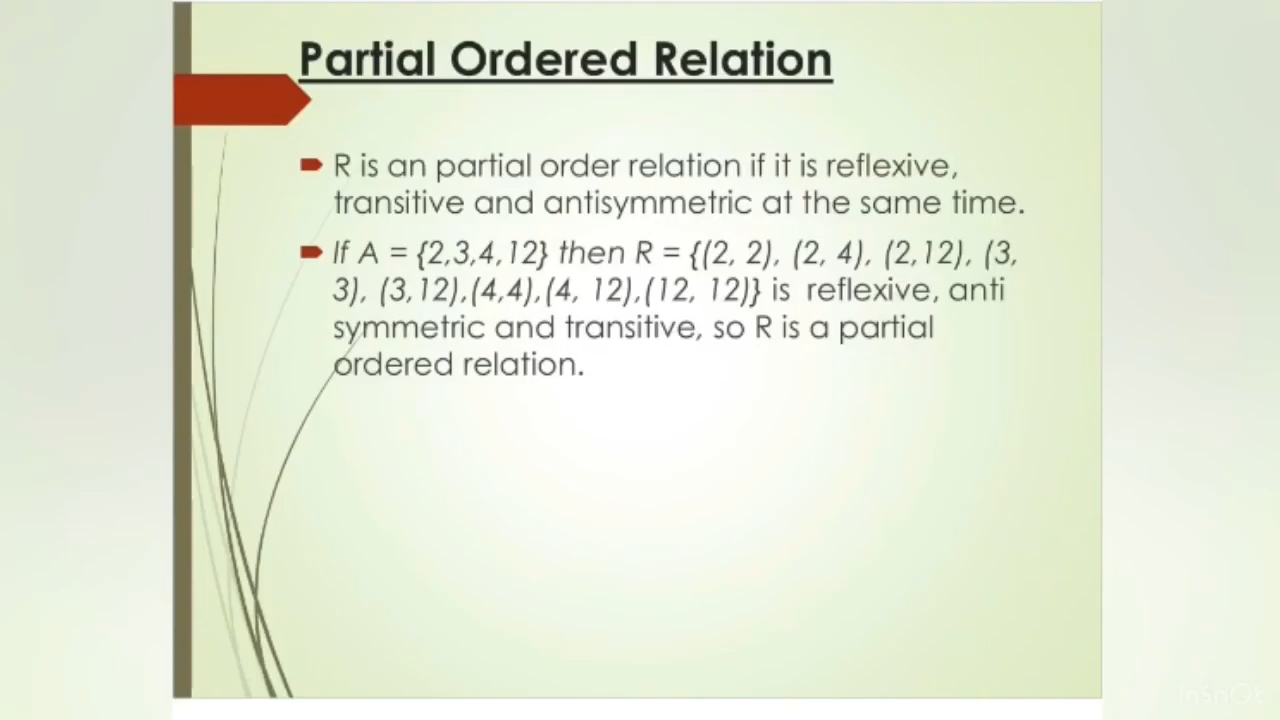 Partial Ordered Relation
R is an partial order relation if it is reflexive,
transitive and antisymmetric at the same time.
If A = {2,3,4,12} then R = {(2, 2), (2, 4), (2,12), (3,
3), (3,12),(4,4),(4, 12),(12, 12)} is reflexive, anti
symmetric and transitive, so R is a partial
ordered relation.